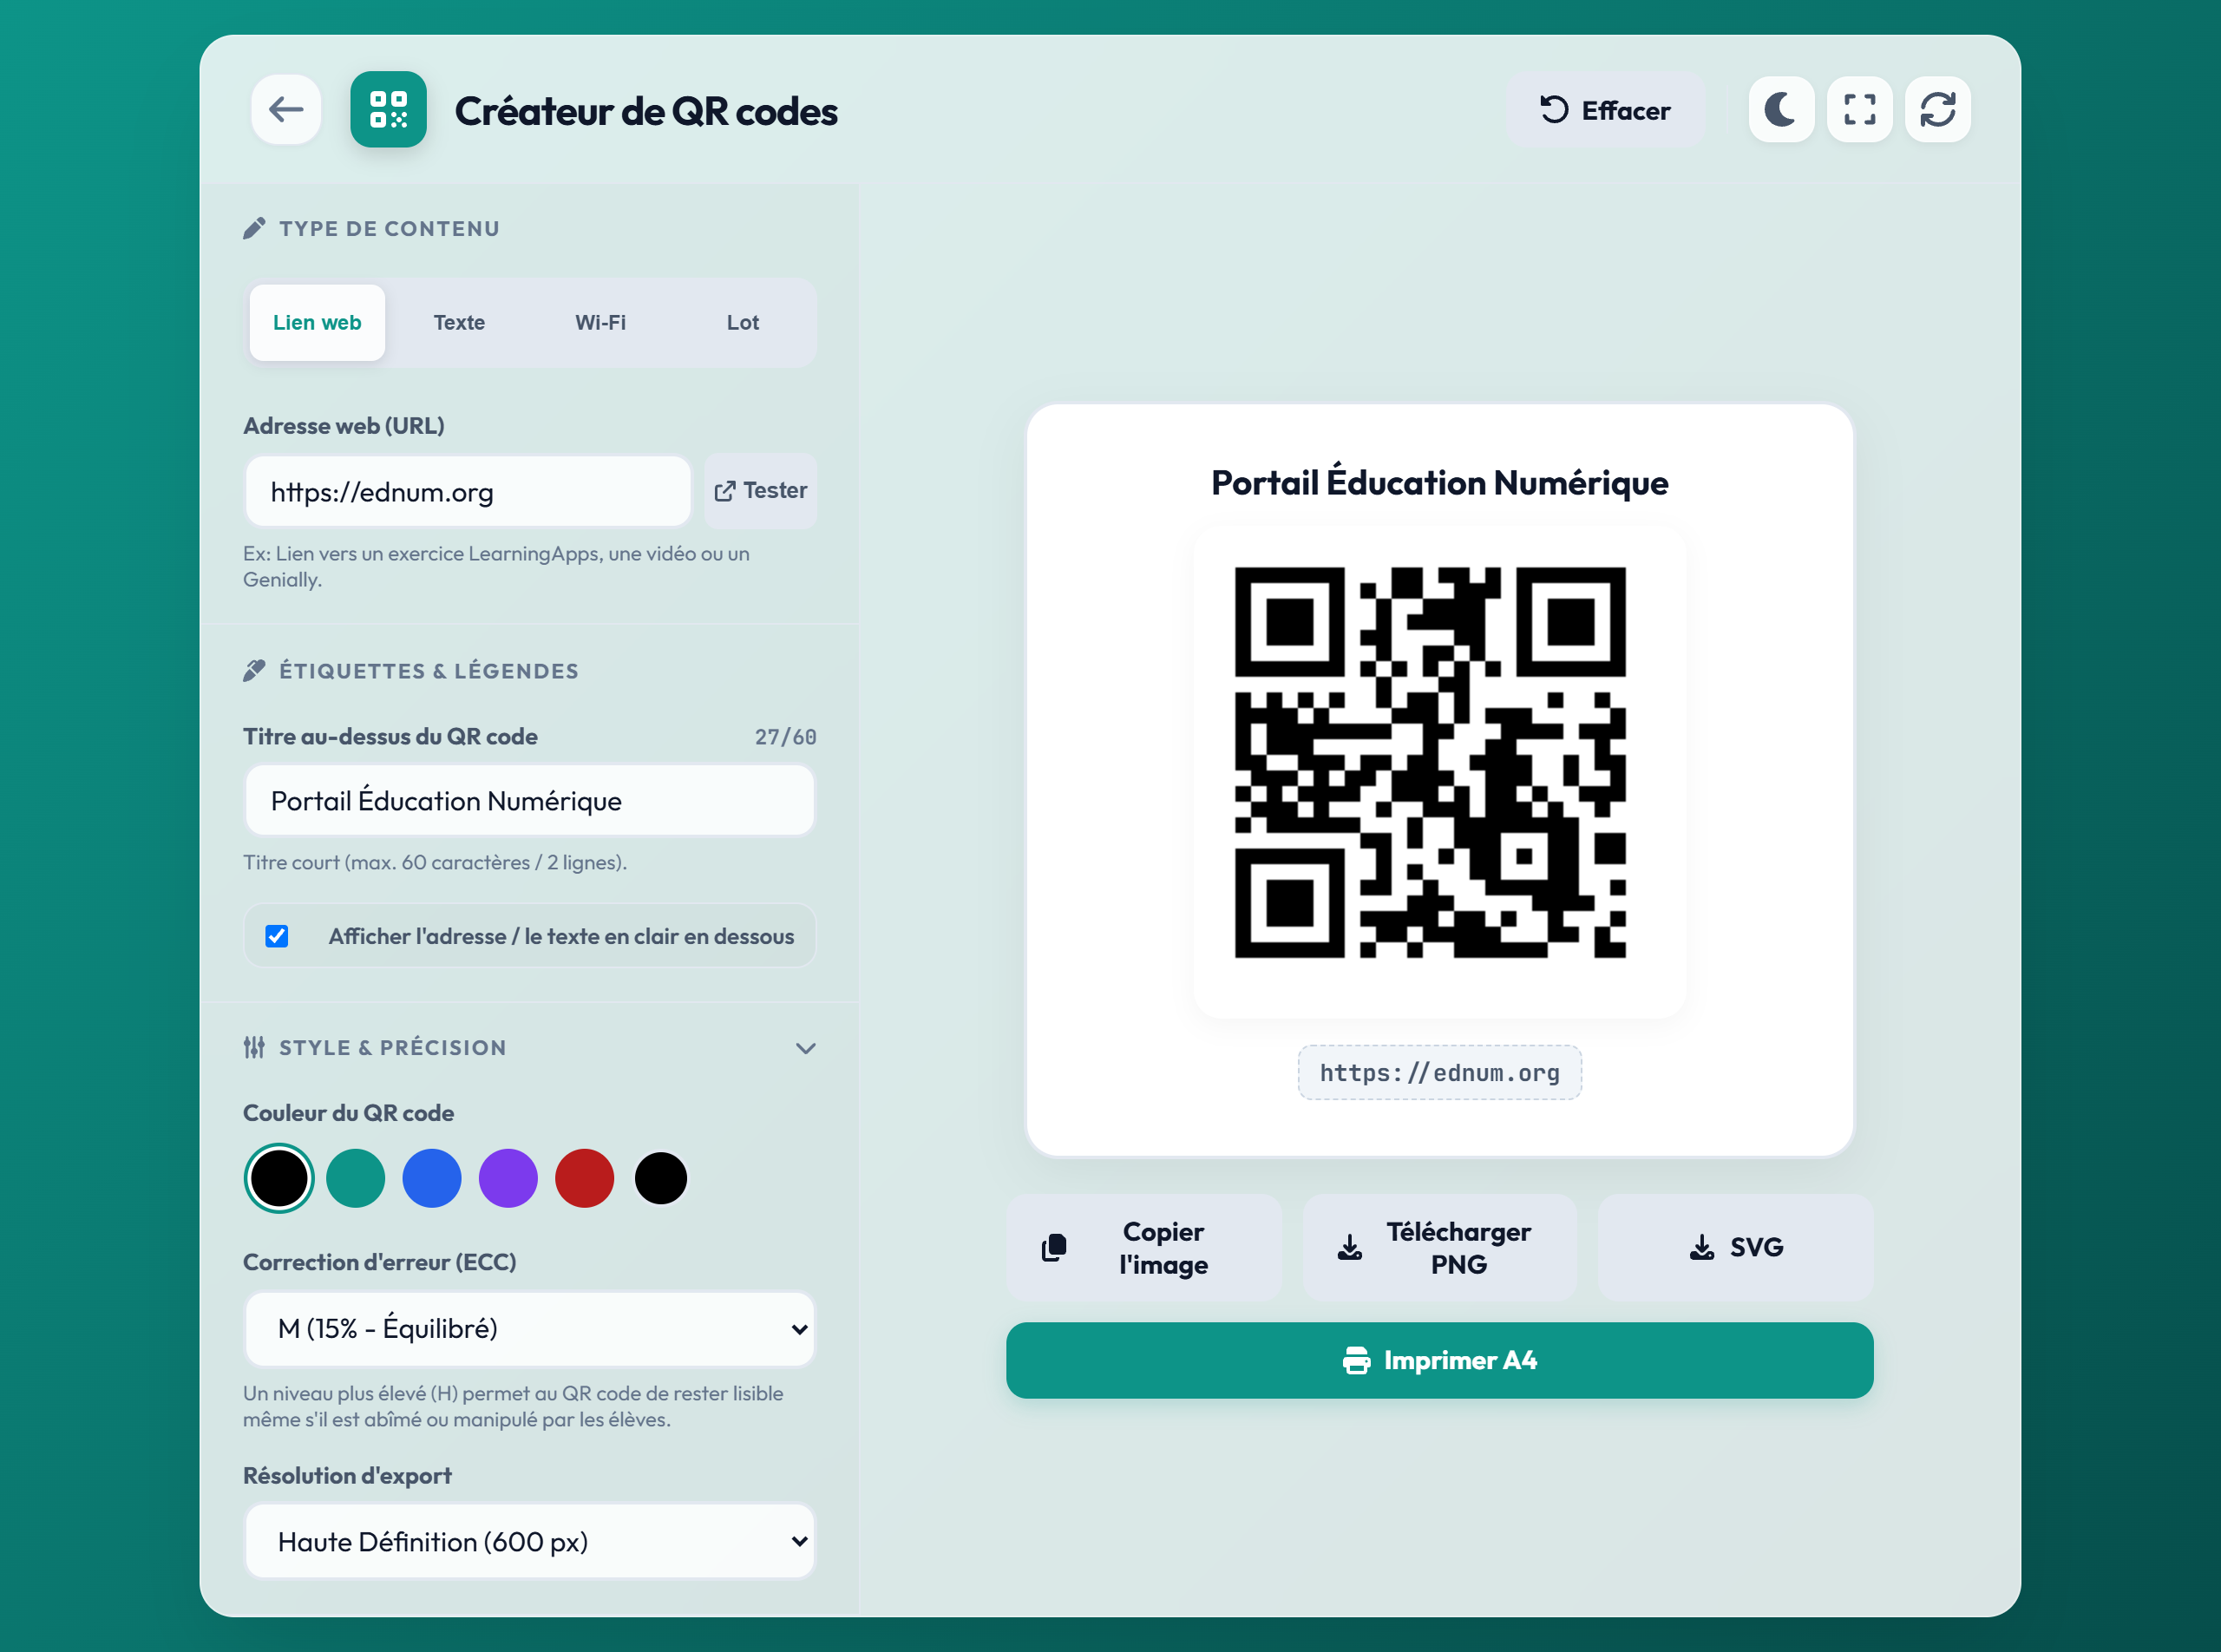 Créateur de QR codes
Effacer
TYPE DE CONTENU
Lien web
Texte
Wi-Fi
Lot
Adresse web (URL)
https://ednum.org
Tester
Ex: Lien vers un exercice LearningApps, une vidéo ou un
Genially.
ÉTIQUETTES & LÉGENDES
Titre au-dessus du QR code
27/60
Portail Éducation Numérique
Titre court (max. 60 caractères / 2 lignes).
Afficher l'adresse / le texte en clair en dessous
STYLE & PRÉCISION
Couleur du QR code
Correction d'erreur (ECC)
M (15% - Équilibré)
Un niveau plus élevé (H) permet au QR code de rester lisible
même s'il est abîmé ou manipulé par les élèves.
Résolution d'export
Haute Définition (600 px)
Portail Éducation Numérique
https://ednum.org
Copier
l'image
Télécharger
PNG
SVG
Imprimer A4